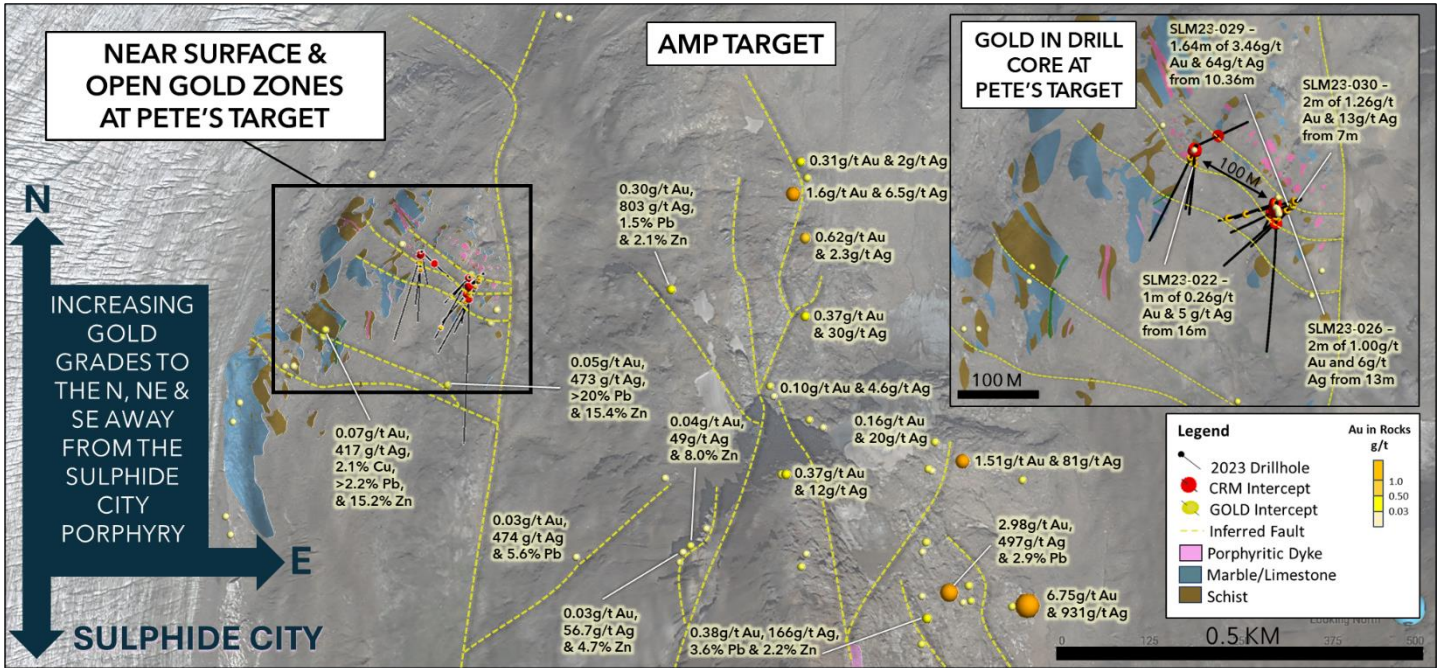 NEAR SURFACE &
OPEN GOLD ZONES
AT PETE'S TARGET
AMP TARGET
GOLD IN DRILL
CORE AT
PETE'S TARGET
SLM23-029 –
1.64m of 3.46g/t
Au & 64g/t Ag
from 10.36m
SLM23-030 –
2m of 1.26g/t
Au & 13g/t Ag
from 7m
100 M
SLM23-022 –
1m of 0.26g/t
Au & 5 g/t Ag
from 16m
SLM23-026 –
2m of 1.00g/t
Au and 6g/t
Ag from 13m
100 M
N
INCREASING
GOLD
GRADES TO
THE N, NE &
SE AWAY
FROM THE
SULPHIDE
CITY
PORPHYRY
E
SULPHIDE CITY
0.31g/t Au & 2g/t Ag
1.6g/t Au & 6.5g/t Ag
0.30g/t Au,
803 g/t Ag,
1.5% Pb
& 2.1% Zn
0.62g/t Au
& 2.3g/t Ag
0.37g/t Au
& 30g/t Ag
0.05g/t Au,
473 g/t Ag,
>20% Pb
& 15.4% Zn
0.10g/t Au & 4.6g/t Ag
0.07g/t Au,
417 g/t Ag,
2.1% Cu,
>2.2% Pb,
& 15.2% Zn
0.04g/t Au,
49g/t Ag
& 8.0% Zn
0.16g/t Au
& 20g/t Ag
1.51g/t Au & 81g/t Ag
0.37g/t Au
& 12g/t Ag
0.03g/t Au,
474 g/t Ag
& 5.6% Pb
2.98g/t Au,
497g/t Ag
& 2.9% Pb
6.75g/t Au
& 931g/t Ag
0.03g/t Au,
56.7g/t Ag
& 4.7% Zn
0.38g/t Au, 166g/t Ag,
3.6% Pb & 2.2% Zn
Legend
2023 Drillhole
CRM Intercept
GOLD Intercept
Inferred Fault
Porphyritic Dyke
Marble/Limestone
Schist
Au in Rocks
g/t
1.0
0.50
0.03
Looking North
0 125 375 500
0.5 KM